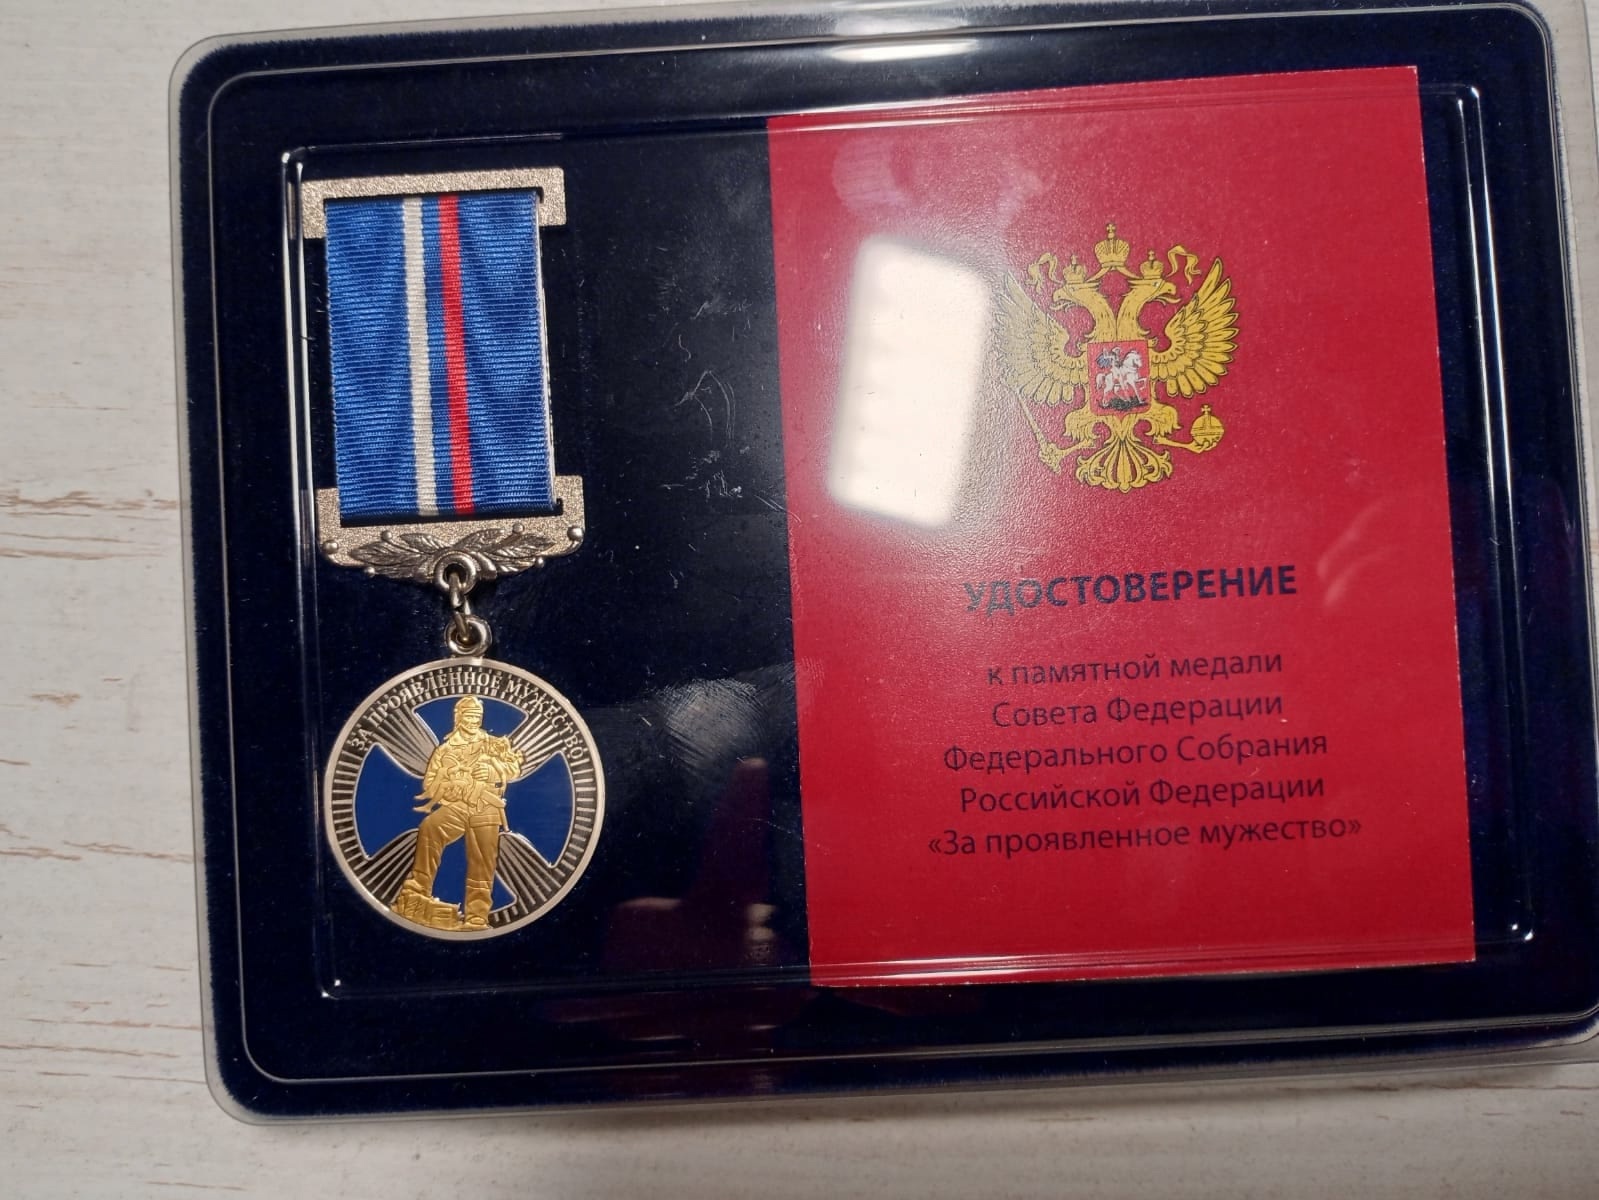 ЗА ПРОЯВЛЕННОЕ МУЖЕСТВО
УДОСТОВЕРЕНИЕ
к памятной медали
Совета Федерации
Федерального Собрания
Российской Федерации
«За проявленное мужество»